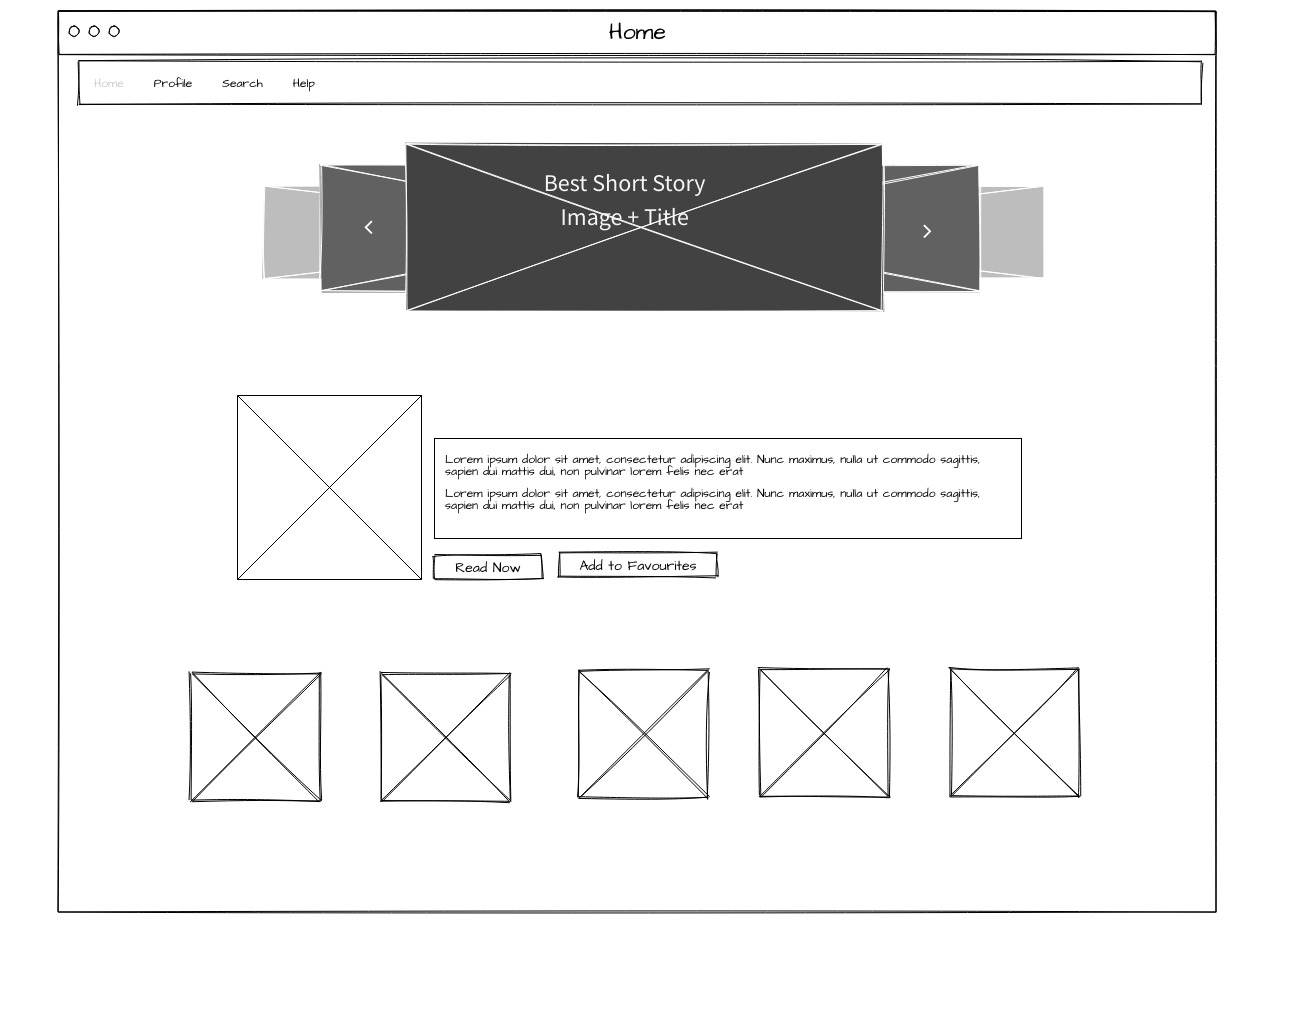 Home
Home Profile Search Help
Best Short Story
Image + Title
Lorem ipsum dolor sit amet, consectetur adipiscing elit. Nunc maximus, nulla ut commodo sagittis,
sapien dui mattis dui, non pulvinar lorem felis nec erat
Lorem ipsum dolor sit amet, consectetur adipiscing elit. Nunc maximus, nulla ut commodo sagittis,
sapien dui mattis dui, non pulvinar lorem felis nec erat
Read Now
Add to Favourites